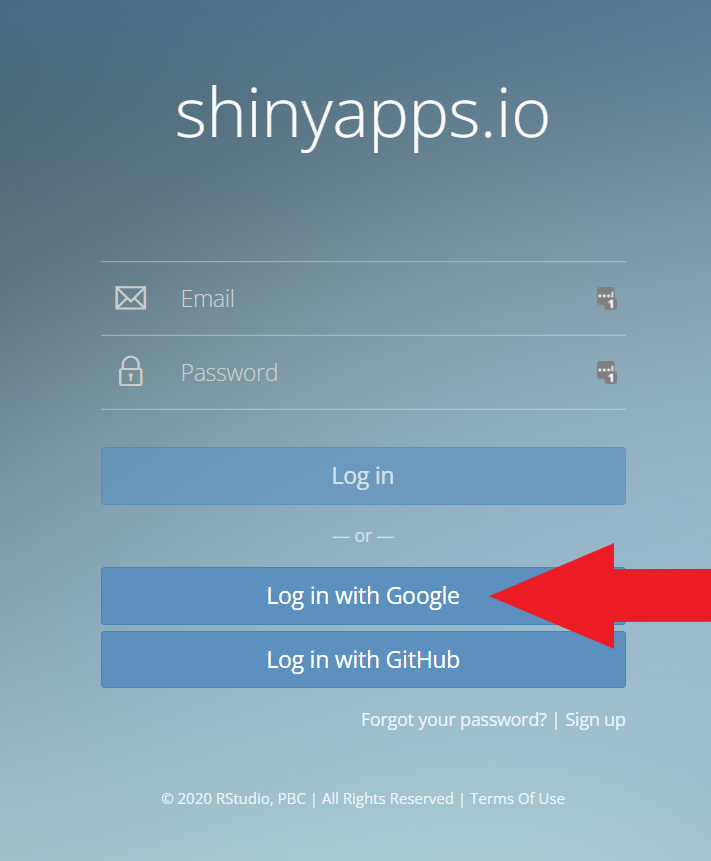 shinyapps.io
Email
Password
Log in
— or —
Log in with Google
Log in with GitHub
Forgot your password? | Sign up
© 2020 RStudio, PBC | All Rights Reserved | Terms Of Use